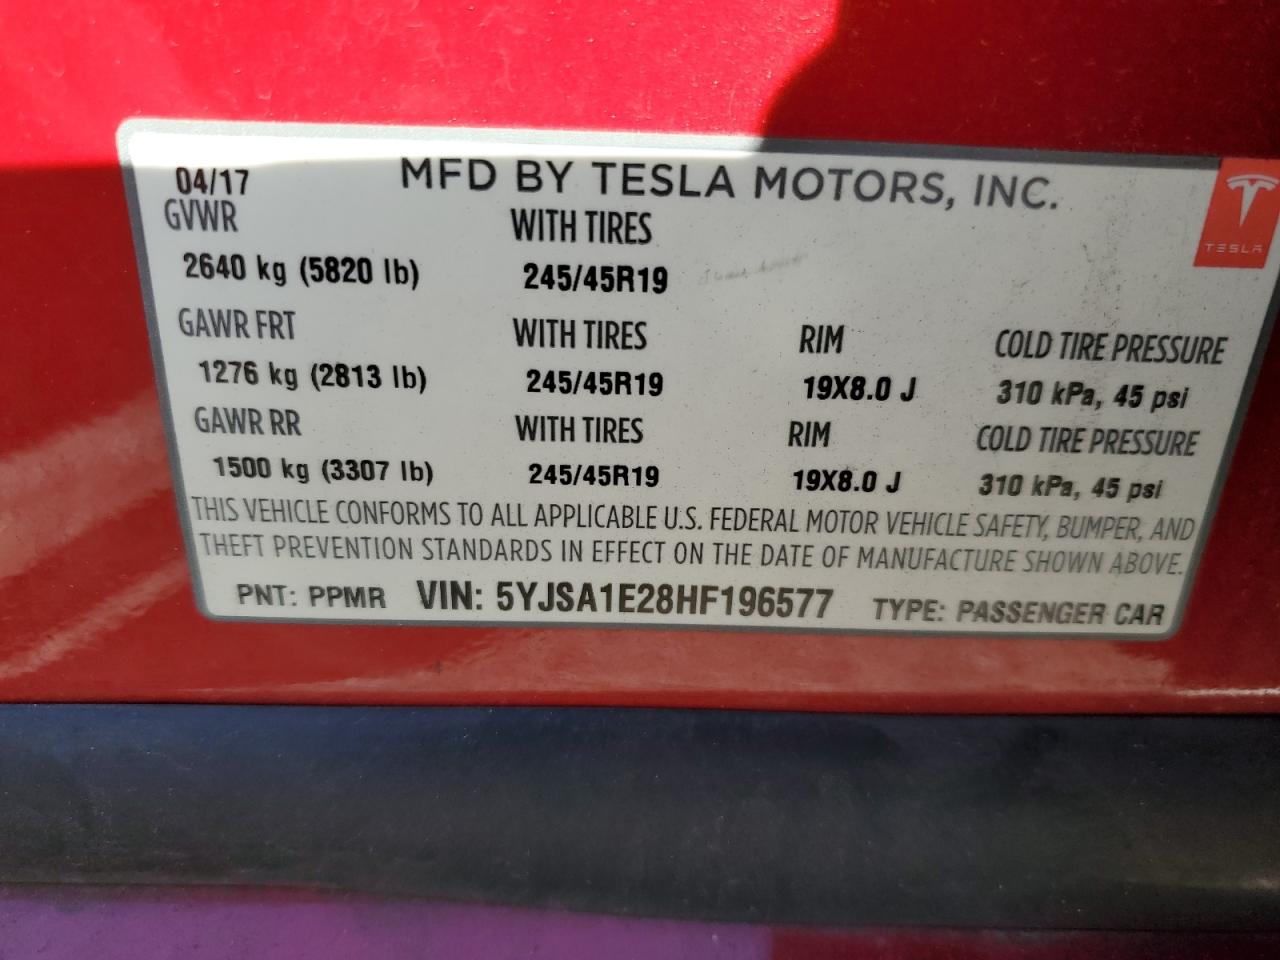 04/17 MFD BY TESLA MOTORS, INC.
TESLA
GVWR WITH TIRES
2640 kg (5820 lb) 245/45R19
GAWR FRT WITH TIRES RIM COLD TIRE PRESSURE
1276 kg (2813 lb) 245/45R19 19X8.0 J 310 kPa, 45 psi
GAWR RR WITH TIRES RIM COLD TIRE PRESSURE
1500 kg (3307 lb) 245/45R19 19X8.0 J 310 kPa, 45 psi
THIS VEHICLE CONFORMS TO ALL APPLICABLE U.S. FEDERAL MOTOR VEHICLE SAFETY, BUMPER, AND
THEFT PREVENTION STANDARDS IN EFFECT ON THE DATE OF MANUFACTURE SHOWN ABOVE.
PNT: PPMR VIN: 5YJSA1E28HF196577 TYPE: PASSENGER CAR